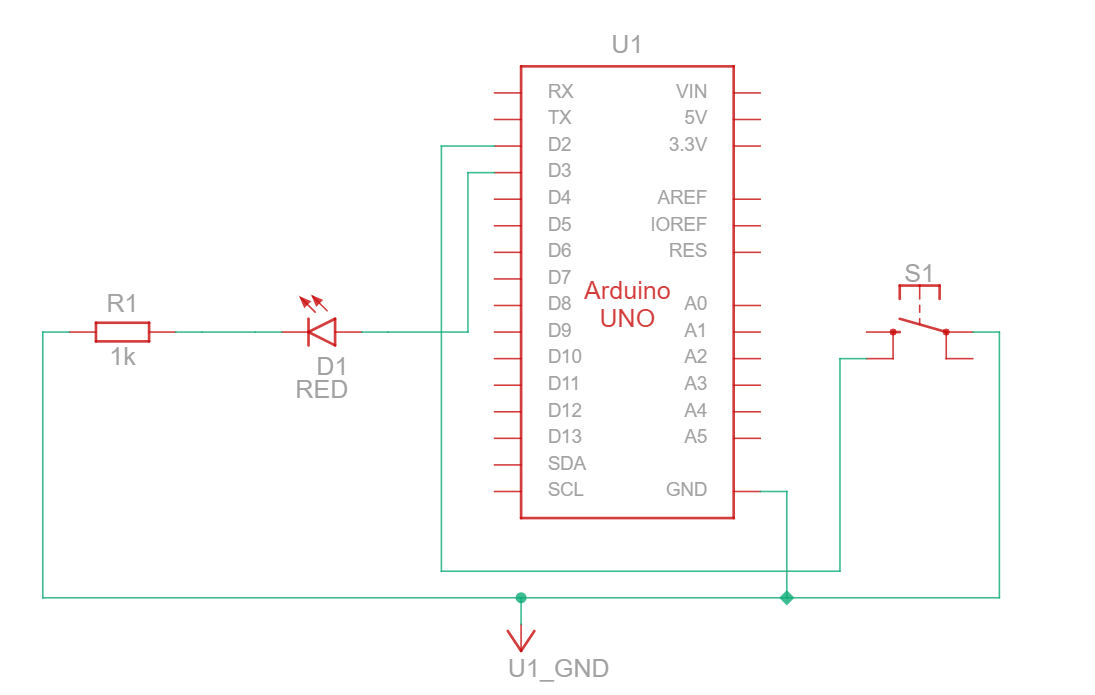 U1
RX VIN
TX 5V
D2 3.3V
D3
D4 AREF
D5 IOREF
D6 RES
D7
Arduino
UNO
D8 A0
D9 A1
D10 A2
D11 A3
D12 A4
D13 A5
SDA
SCL GND
R1
1k
D1
RED
S1
U1_GND